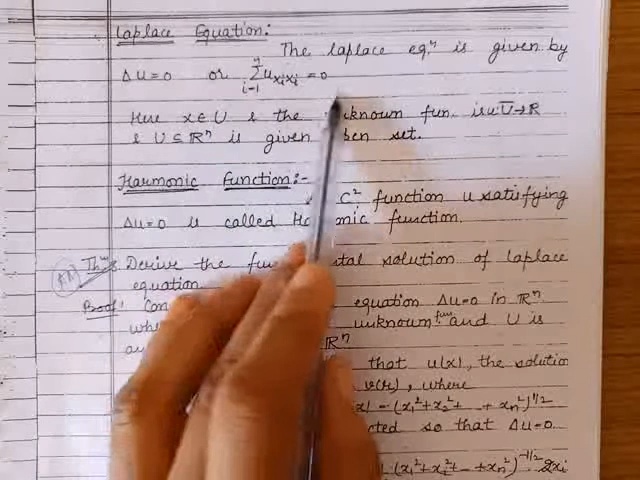 Laplace Equation:
The laplace eqⁿ is given by
Δu=0 or Σⁿᵢ₌₁ u_{xᵢxᵢ} = 0
Here x∈U & the unknown fun. is u:U̅→R
& U⊆Rⁿ is given open set.
Harmonic Function:-
C² function u satisfying
Δu=0 is called Harmonic function.
Thm: Derive the fundamental solution of laplace
equation
Proof: equation Δu=0 in Rⁿ
unknown fun and U is
Rⁿ
that u(x), the solution
v(r), where
(x₁²+x₂²+ .. +xₙ²)^{1/2}
so that Δu=0
(x₁²+x₂²+ - +xₙ²)^{-1/2} . 2xᵢ